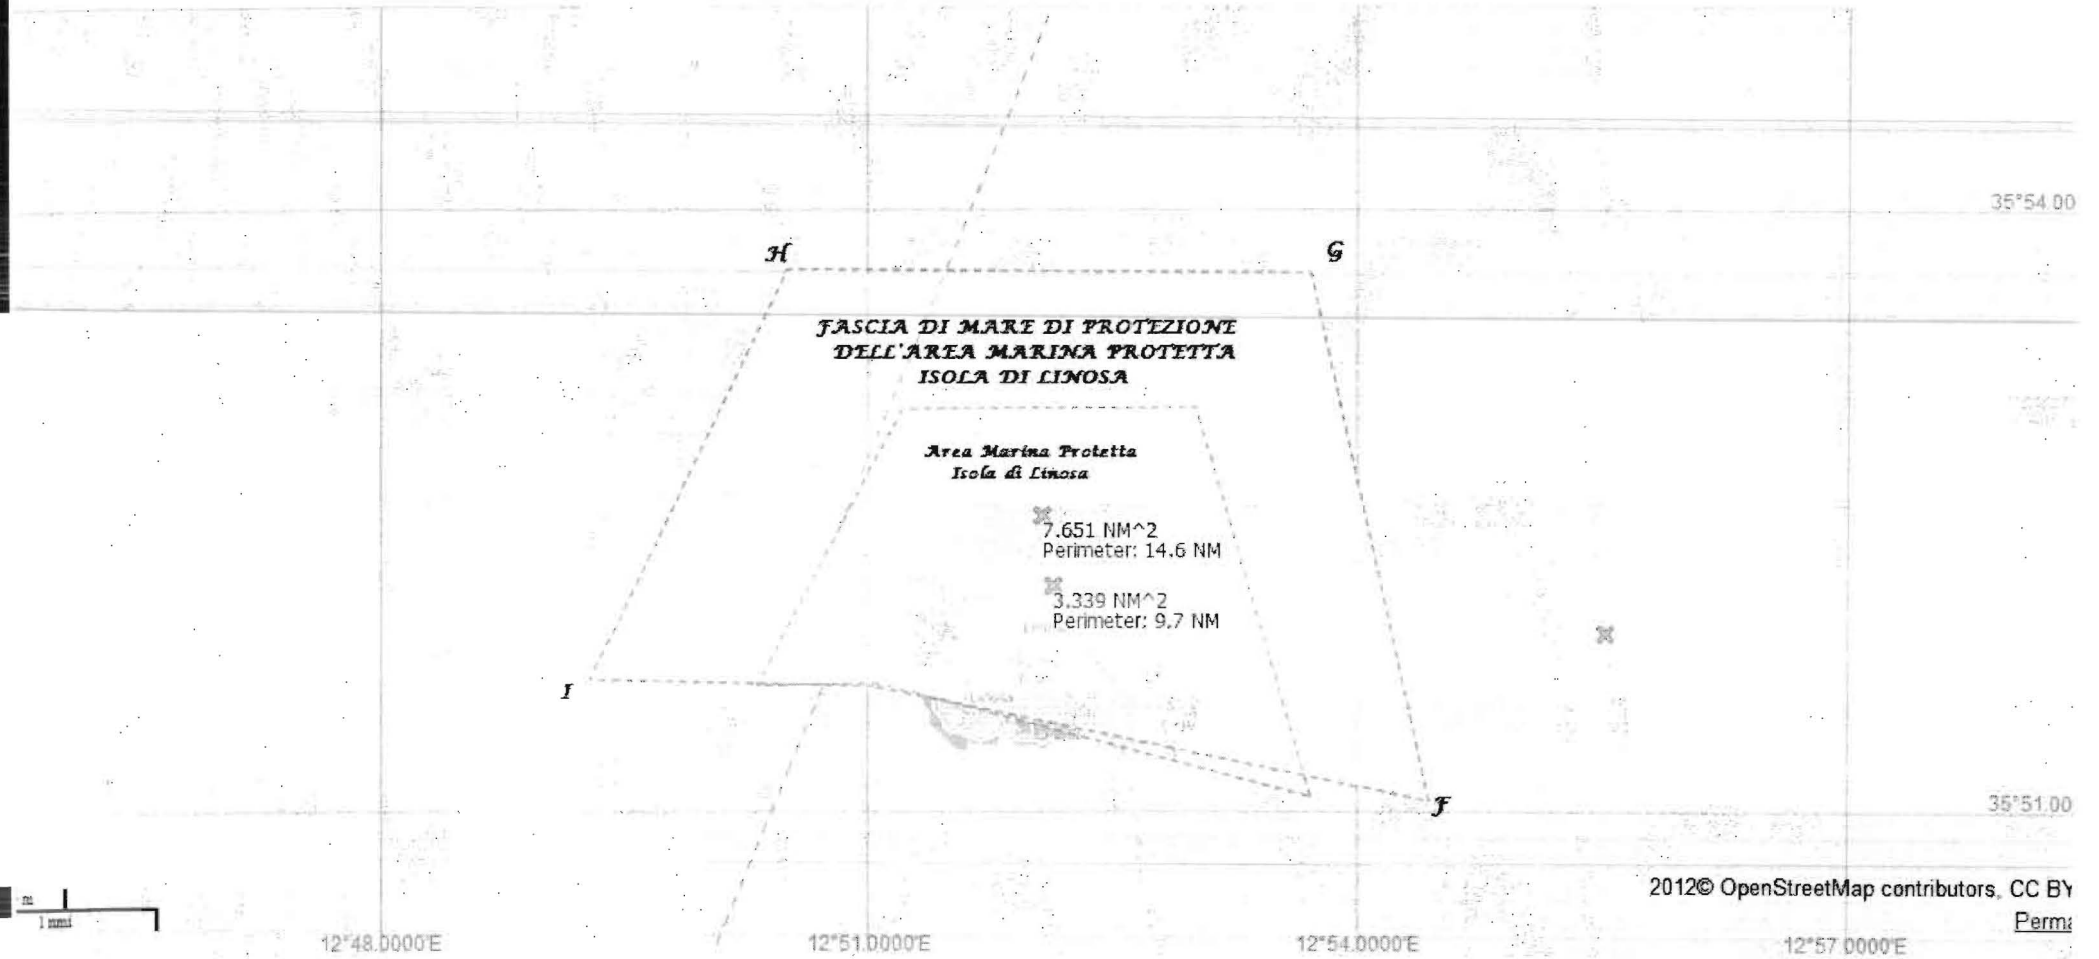 35°54.00
H
G
FASCIA DI MARE DI PROTEZIONE
DELL'AREA MARINA PROTETTA
ISOLA DI LINOSA
Area Marina Protetta
Isola di Linosa
7.651 NM^2
Perimeter: 14.6 NM
3.339 NM^2
Perimeter: 9.7 NM
I
F
35°51.00
2012© OpenStreetMap contributors, CC BY
Perma
m
1 nmi
12°48.0000'E
12°51.0000'E
12°54.0000'E
12°57.0000'E